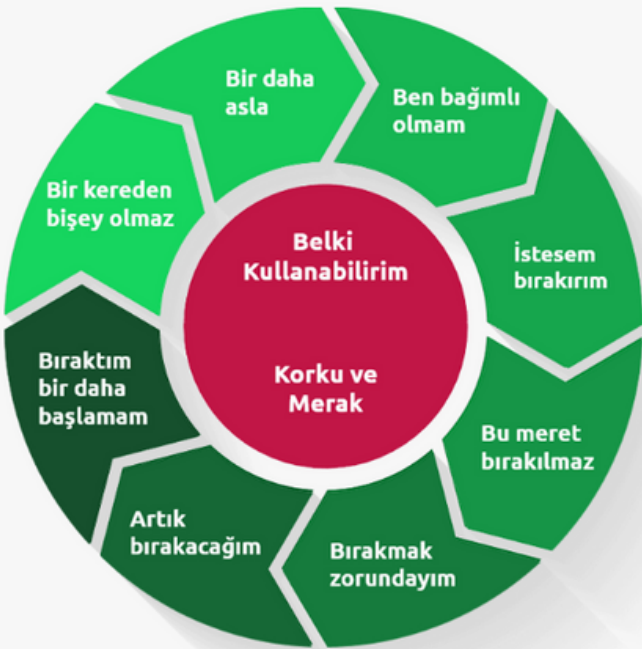 Bir daha
asla
Ben bağımlı
olmam
İstesem
bırakırım
Bu meret
bırakılmaz
Bırakmak
zorundayım
Artık
bırakacağım
Bıraktım
bir daha
başlamam
Bir kereden
bişey olmaz
Belki
Kullanabilirim
Korku ve
Merak